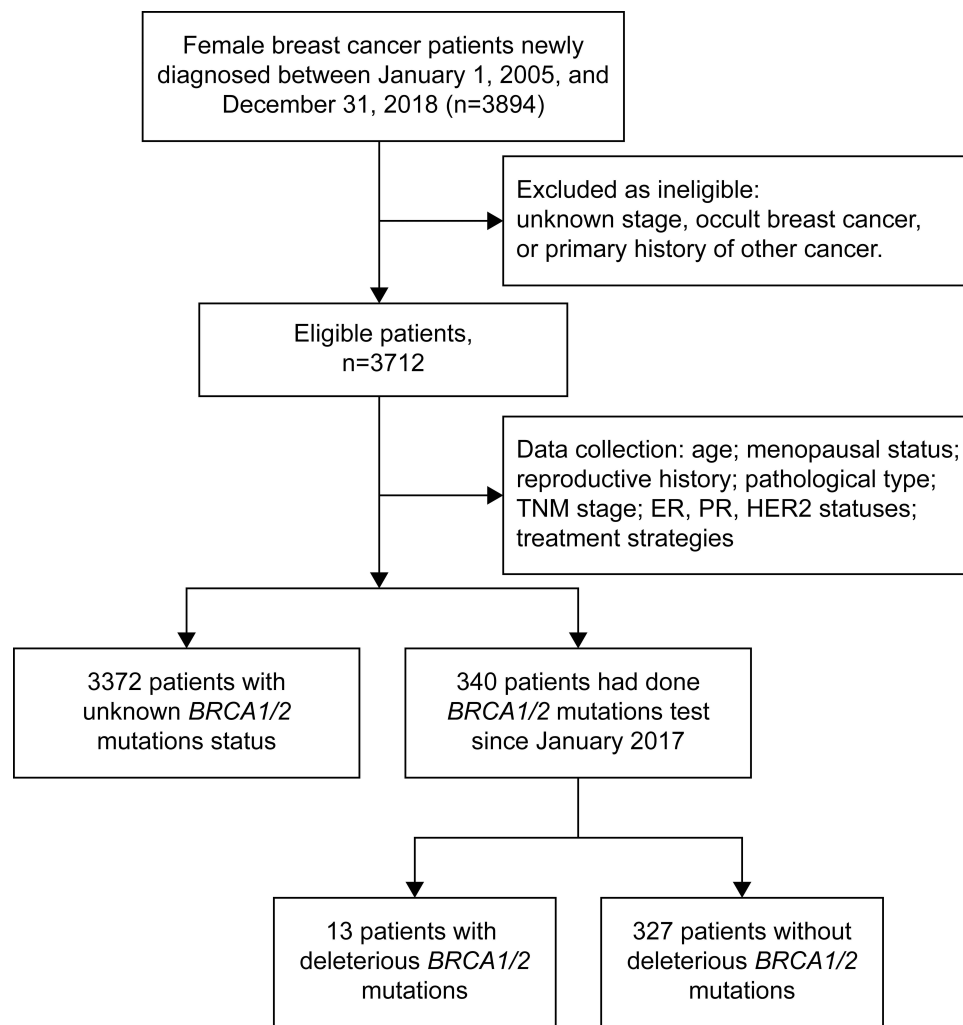 Female breast cancer patients newly
diagnosed between January 1, 2005, and
December 31, 2018 (n=3894)
Excluded as ineligible:
unknown stage, occult breast cancer,
or primary history of other cancer.
Eligible patients,
n=3712
Data collection: age; menopausal status;
reproductive history; pathological type;
TNM stage; ER, PR, HER2 statuses;
treatment strategies
3372 patients with
unknown BRCA1/2
mutations status
340 patients had done
BRCA1/2 mutations test
since January 2017
13 patients with
deleterious BRCA1/2
mutations
327 patients without
deleterious BRCA1/2
mutations